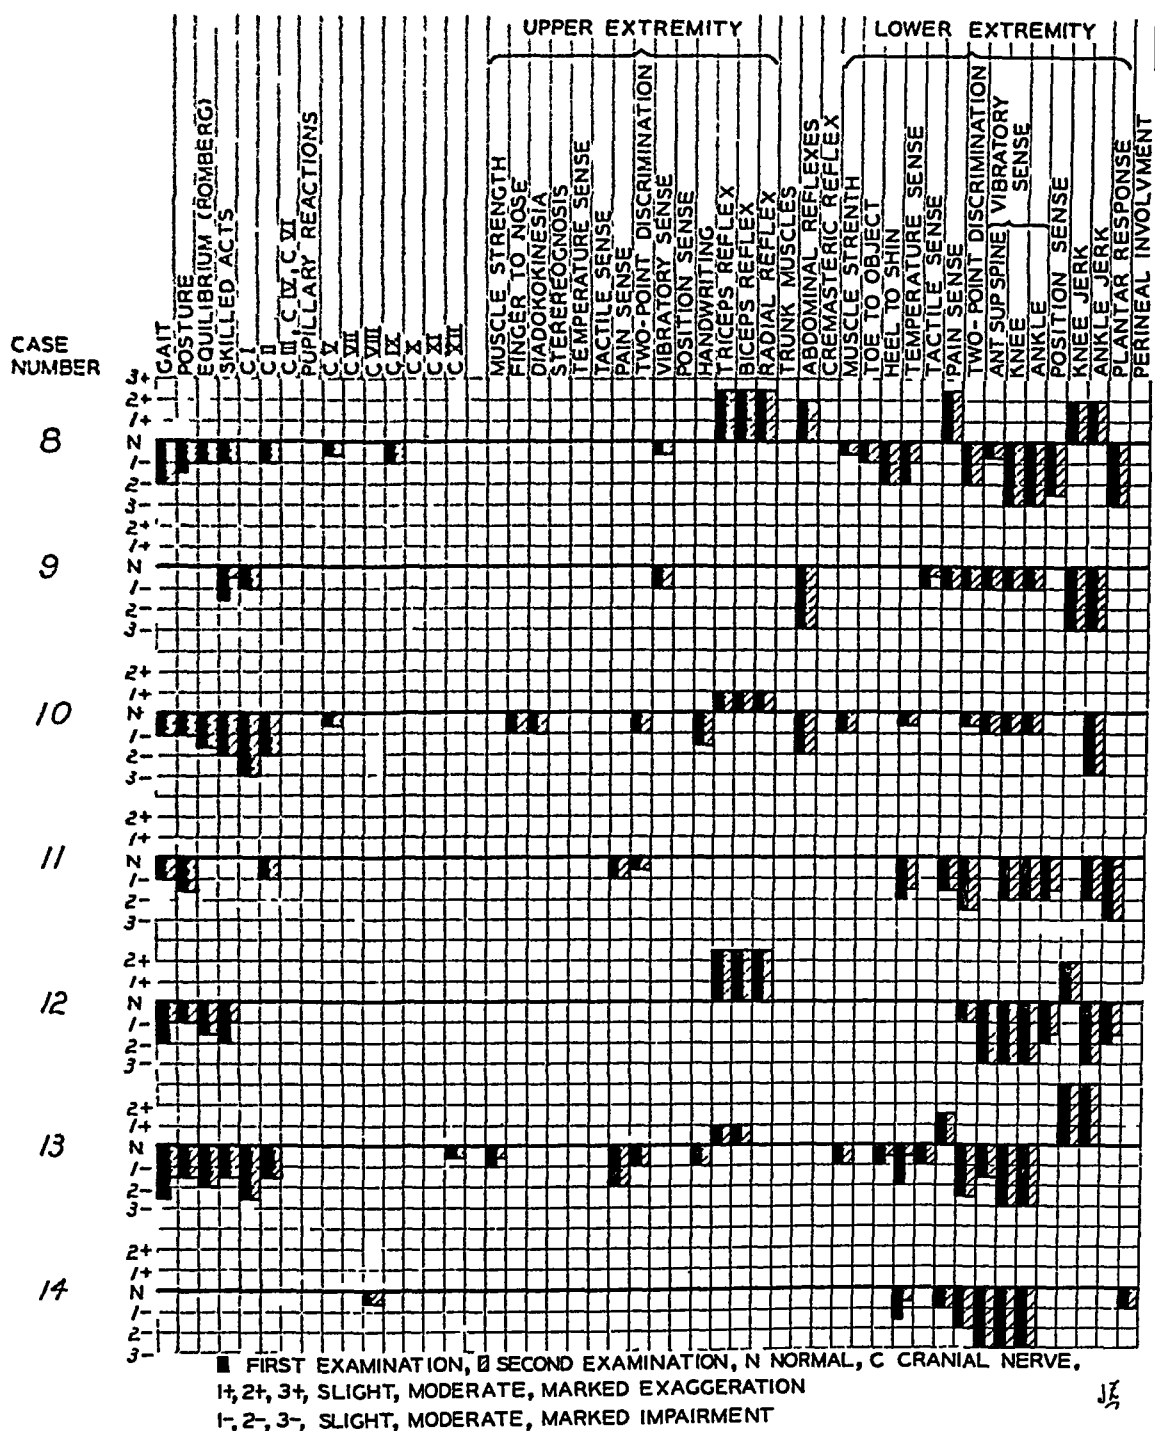 UPPER EXTREMITY
LOWER EXTREMITY
CASE
NUMBER
GAIT
POSTURE
EQUILIBRIUM (ROMBERG)
SKILLED ACTS
C I
C II
C III, C IV, C VI
PUPILLARY REACTIONS
C V
C VII
C VIII
C IX
C X
C XI
C XII
MUSCLE STRENGTH
FINGER TO NOSE
DIADOKOKINESIA
STEREOGNOSIS
TEMPERATURE SENSE
TACTILE SENSE
PAIN SENSE
TWO-POINT DISCRIMINATION
VIBRATORY SENSE
POSITION SENSE
HANDWRITING
TRICEPS REFLEX
BICEPS REFLEX
RADIAL REFLEX
TRUNK MUSCLES
ABDOMINAL REFLEXES
CREMASTERIC REFLEX
MUSCLE STRENTH
TOE TO OBJECT
HEEL TO SHIN
TEMPERATURE SENSE
TACTILE SENSE
PAIN SENSE
TWO-POINT DISCRIMINATION
ANT SUP SPINE
KNEE
ANKLE
VIBRATORY
SENSE
POSITION SENSE
KNEE JERK
ANKLE JERK
PLANTAR RESPONSE
PERINEAL INVOLVMENT
3+
2+
1+
8 N
1-
2-
3-
2+
1+
9 N
1-
2-
3-
2+
1+
10 N
1-
2-
3-
2+
1+
11 N
1-
2-
3-
2+
1+
12 N
1-
2-
3-
2+
1+
13 N
1-
2-
3-
2+
1+
14 N
1-
2-
3-
FIRST EXAMINATION, SECOND EXAMINATION, N NORMAL, C CRANIAL NERVE,
1+, 2+, 3+, SLIGHT, MODERATE, MARKED EXAGGERATION
1-, 2-, 3-, SLIGHT, MODERATE, MARKED IMPAIRMENT